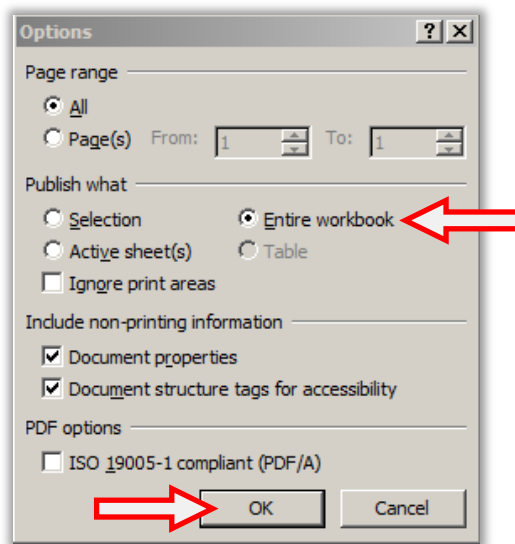 Options
Page range
All
Page(s) From: 1 To: 1
Publish what
Selection Entire workbook
Active sheet(s) Table
Ignore print areas
Include non-printing information
Document properties
Document structure tags for accessibility
PDF options
ISO 19005-1 compliant (PDF/A)
OK Cancel